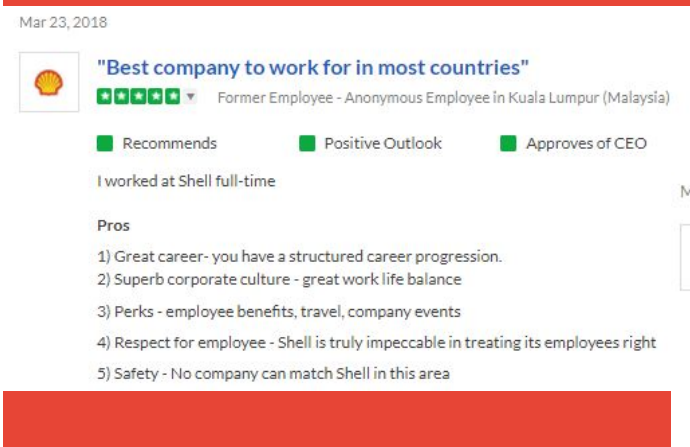 Mar 23, 2018
"Best company to work for in most countries"
Former Employee - Anonymous Employee in Kuala Lumpur (Malaysia)
Recommends Positive Outlook Approves of CEO
I worked at Shell full-time
M
Pros
1) Great career- you have a structured career progression.
2) Superb corporate culture - great work life balance
3) Perks - employee benefits, travel, company events
4) Respect for employee - Shell is truly impeccable in treating its employees right
5) Safety - No company can match Shell in this area